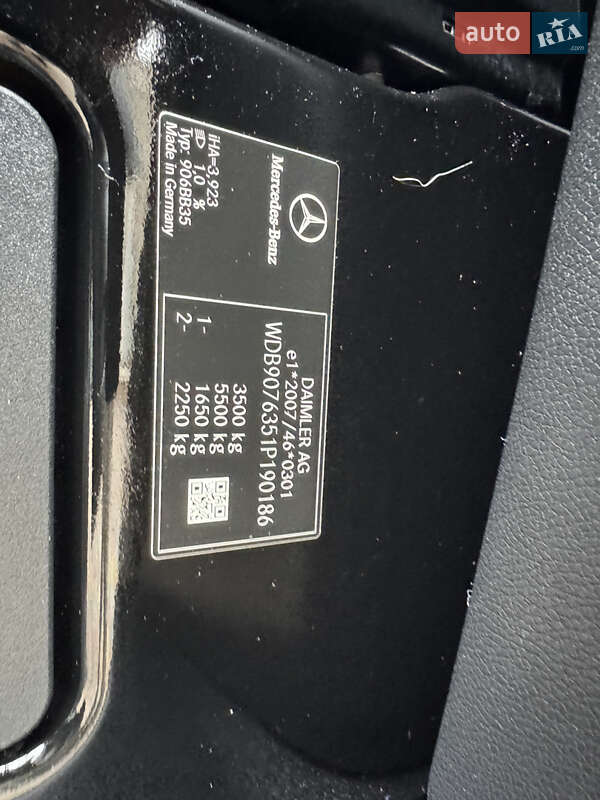 auto RIA .com
Mercedes-Benz
iHA=3.923
1.0 %
Typ: 906BB35
Made in Germany
DAIMLER AG
e1*2007/46*0301
WDB9076351P190186
3500 kg
5500 kg
1- 1650 kg
2- 2250 kg